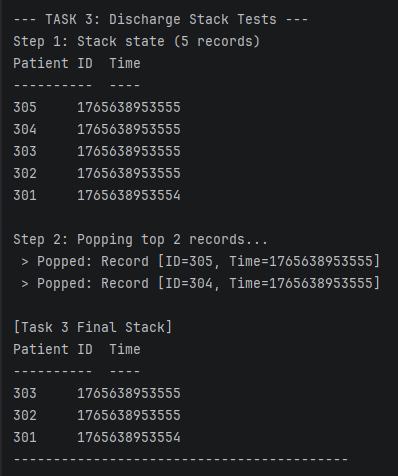 --- TASK 3: Discharge Stack Tests ---
Step 1: Stack state (5 records)
Patient ID  Time
----------  ----
305     1765638953555
304     1765638953555
303     1765638953555
302     1765638953555
301     1765638953554
Step 2: Popping top 2 records...
 > Popped: Record [ID=305, Time=1765638953555]
 > Popped: Record [ID=304, Time=1765638953555]
[Task 3 Final Stack]
Patient ID  Time
----------  ----
303     1765638953555
302     1765638953555
301     1765638953554
------------------------------------------